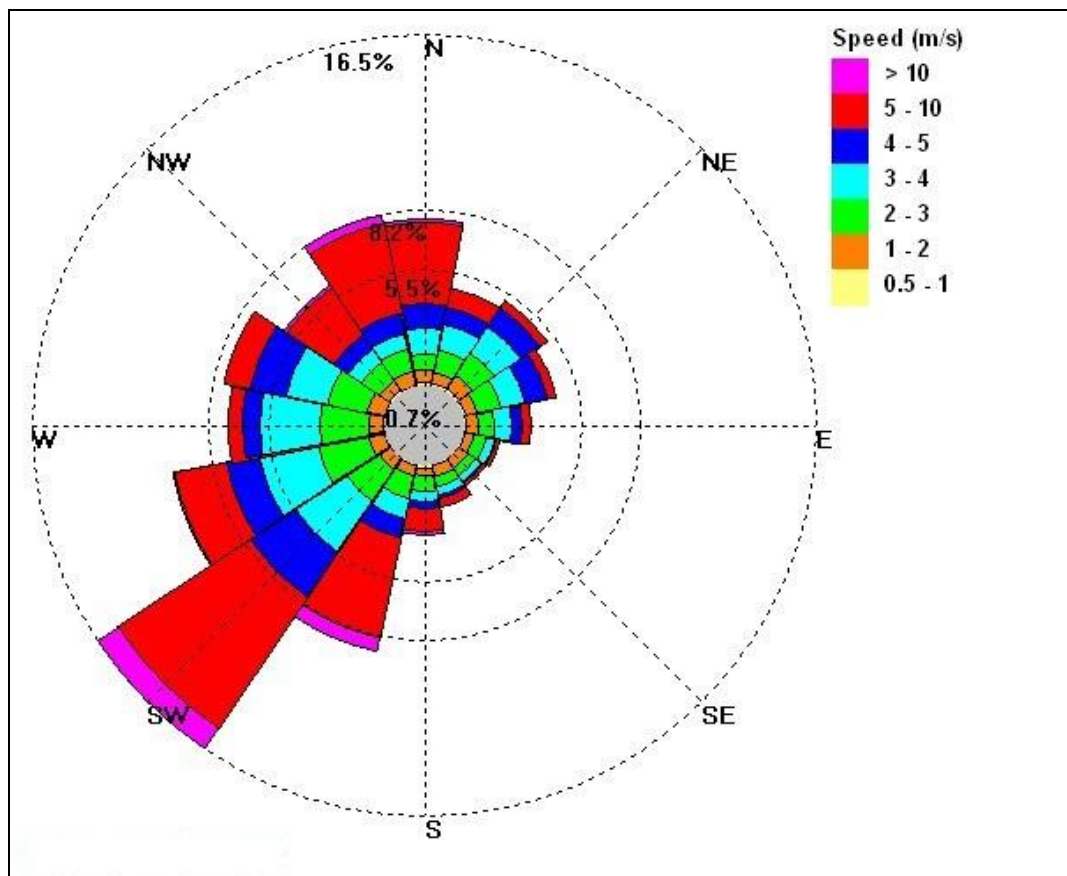 N
16.5%
NW
NE
8.2%
5.5%
0.7%
W
E
SW
SE
S
Speed (m/s)
> 10
5 - 10
4 - 5
3 - 4
2 - 3
1 - 2
0.5 - 1